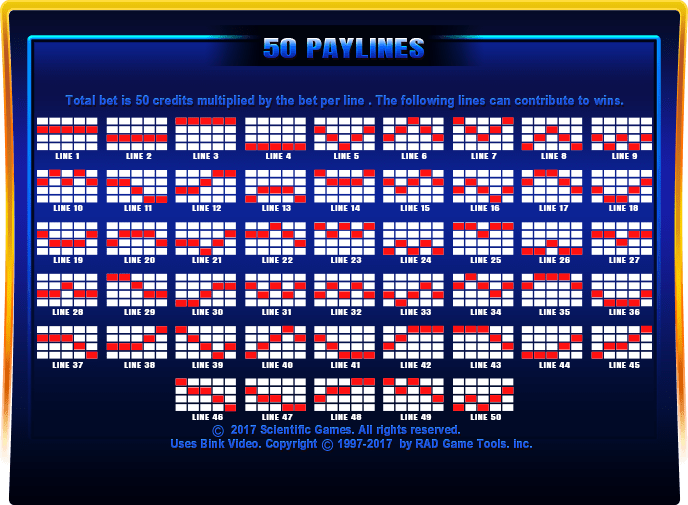 50 PAYLINES
Total bet is 50 credits multiplied by the bet per line . The following lines can contribute to wins.
LINE 1 LINE 2 LINE 3 LINE 4 LINE 5 LINE 6 LINE 7 LINE 8 LINE 9
LINE 10 LINE 11 LINE 12 LINE 13 LINE 14 LINE 15 LINE 16 LINE 17 LINE 18
LINE 19 LINE 20 LINE 21 LINE 22 LINE 23 LINE 24 LINE 25 LINE 26 LINE 27
LINE 28 LINE 29 LINE 30 LINE 31 LINE 32 LINE 33 LINE 34 LINE 35 LINE 36
LINE 37 LINE 38 LINE 39 LINE 40 LINE 41 LINE 42 LINE 43 LINE 44 LINE 45
LINE 46 LINE 47 LINE 48 LINE 49 LINE 50
© 2017 Scientific Games. All rights reserved.
Uses Bink Video. Copyright © 1997-2017 by RAD Game Tools. Inc.